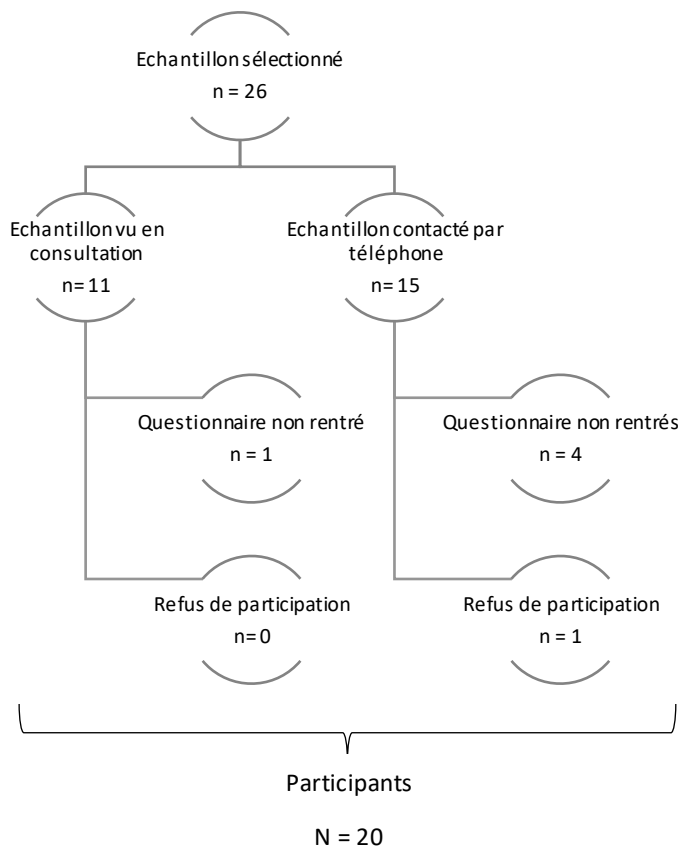 Echantillon sélectionné
n = 26
Echantillon vu en
consultation
n= 11
Echantillon contacté par
téléphone
n= 15
Questionnaire non rentré
n = 1
Questionnaire non rentrés
n = 4
Refus de participation
n= 0
Refus de participation
n = 1
Participants
N = 20